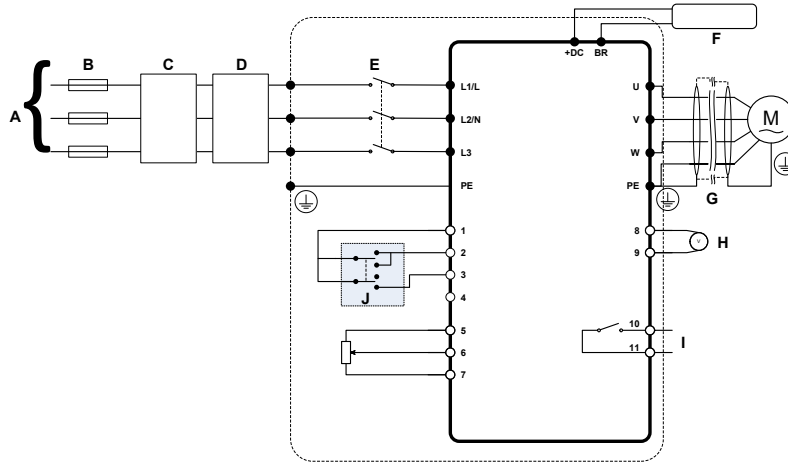 F
+DC BR
B C D E
A
L1/L U
L2/N V M
L3 W
PE PE
G
1 8
H
2 9
3
J
4
5 10
I
6 11
7
V